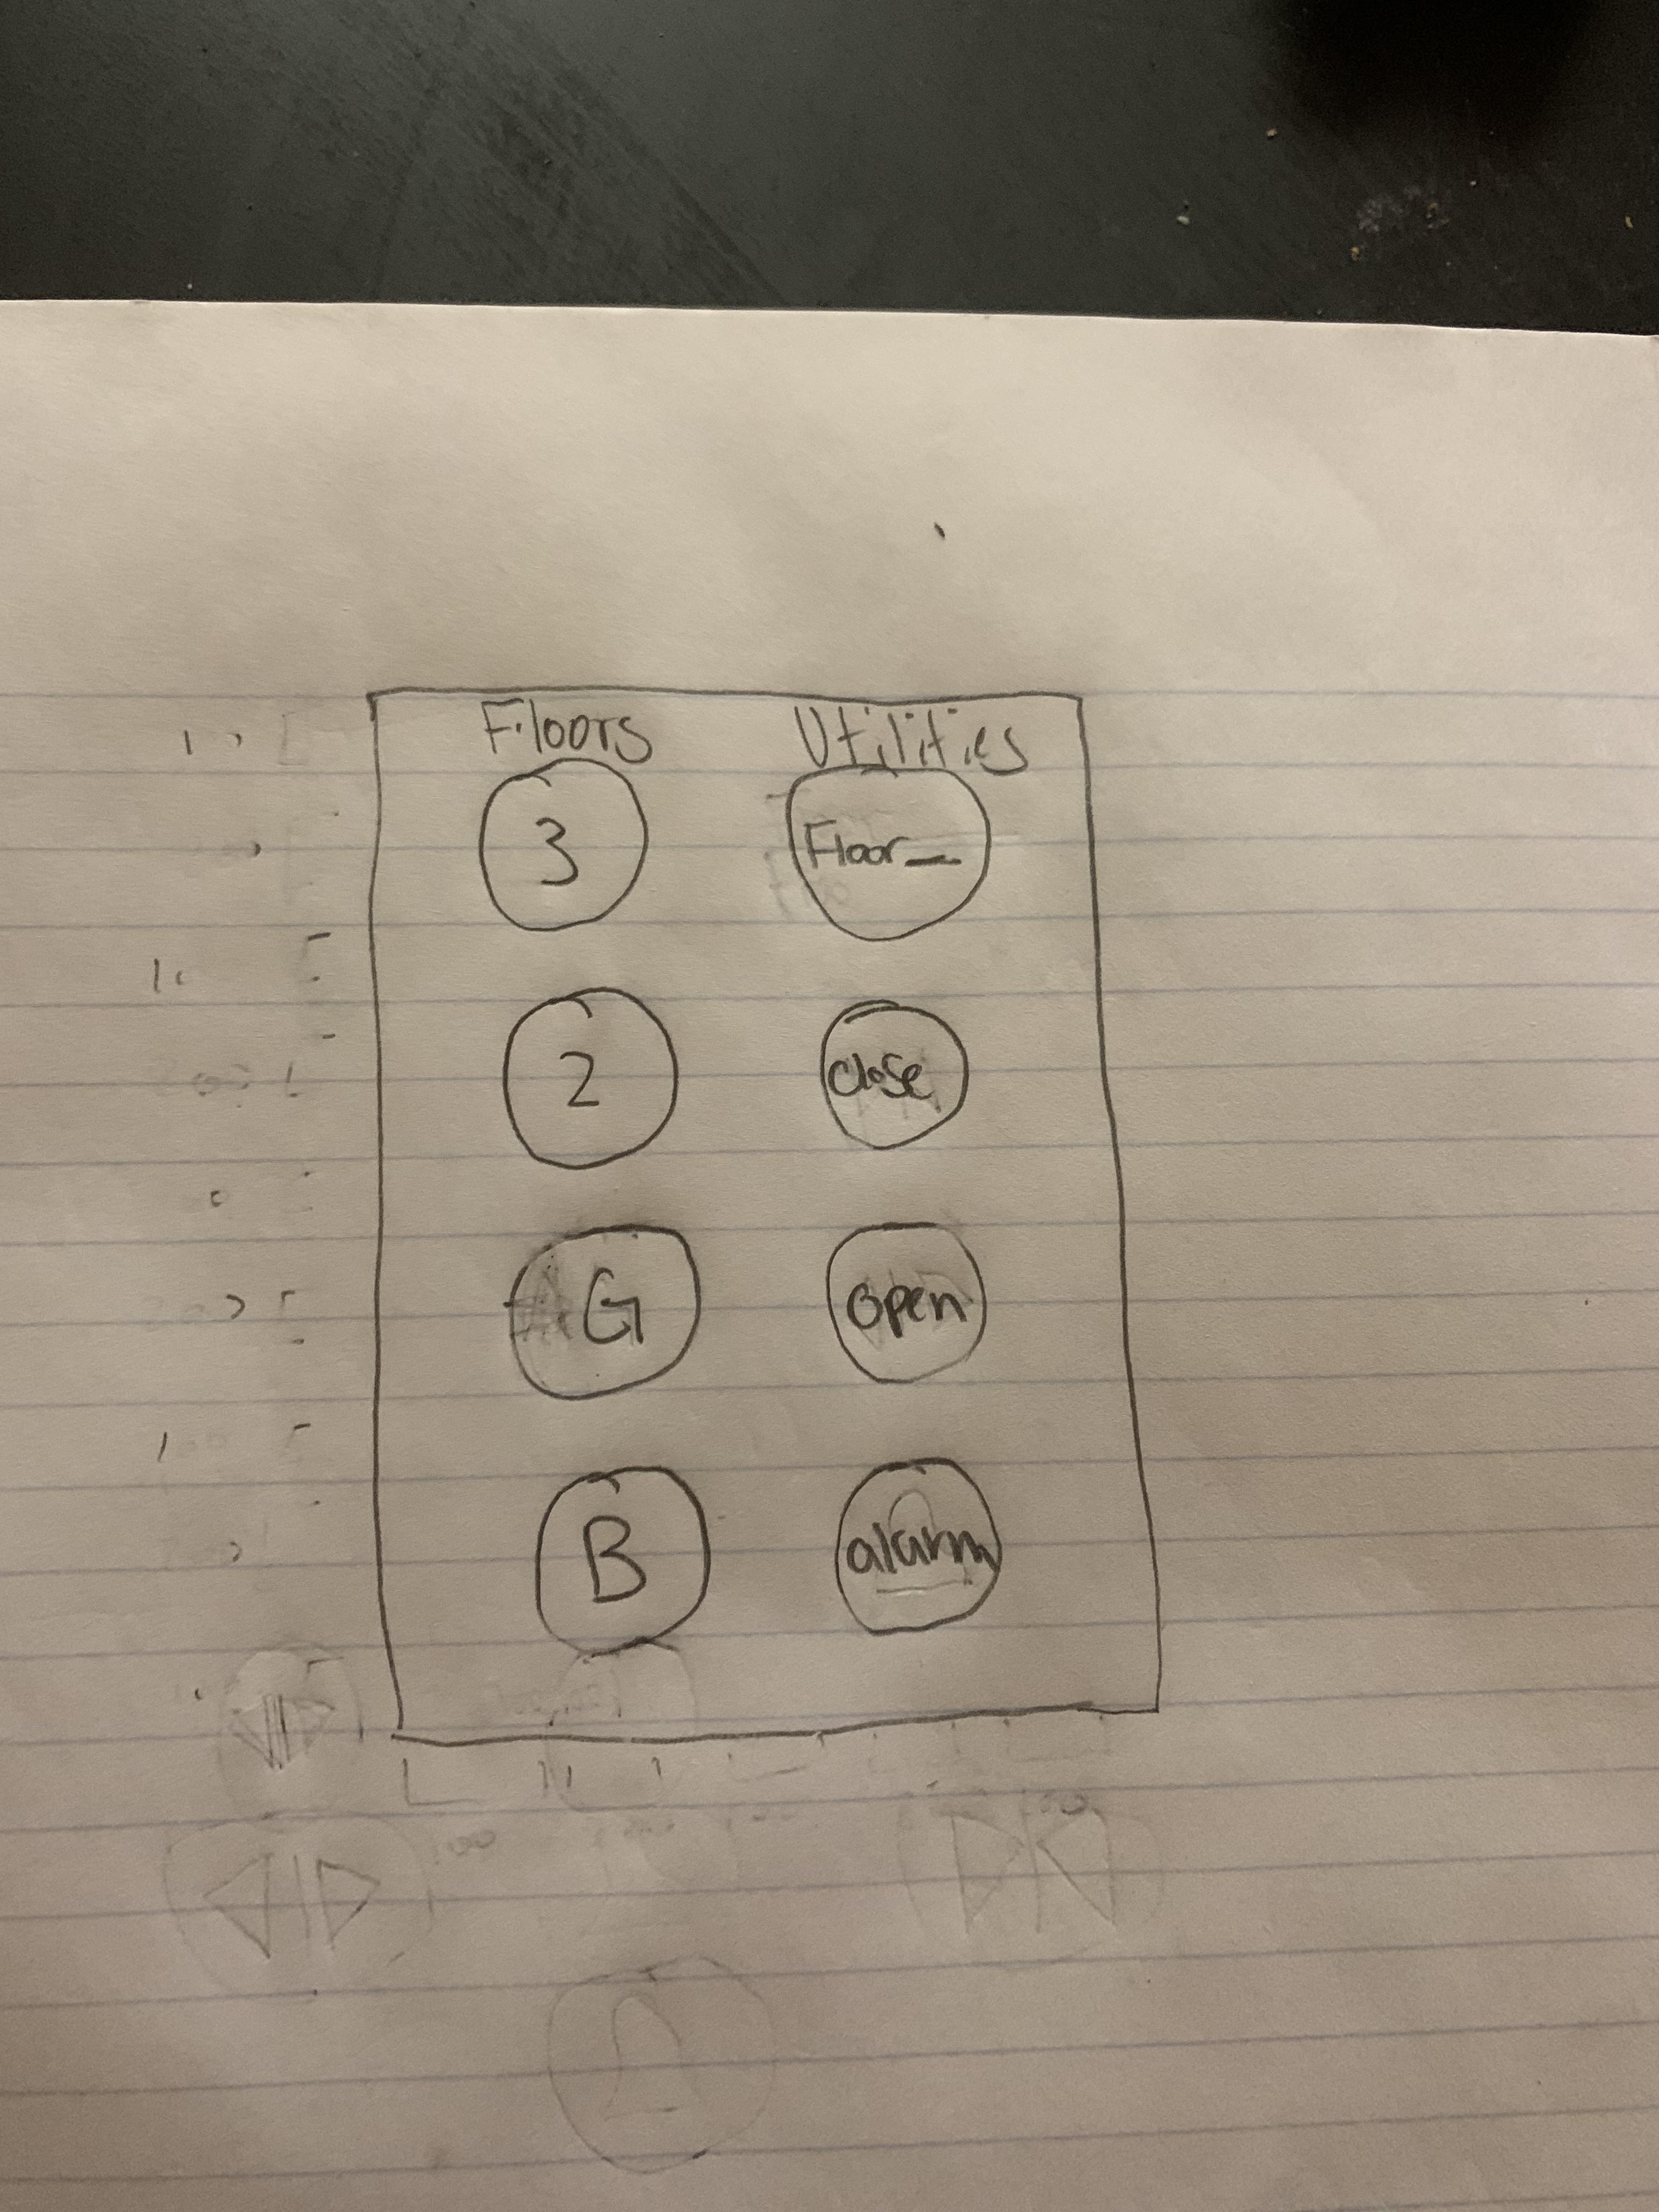 Floors Utilities
3 Floor_
2 close
G open
B alarm